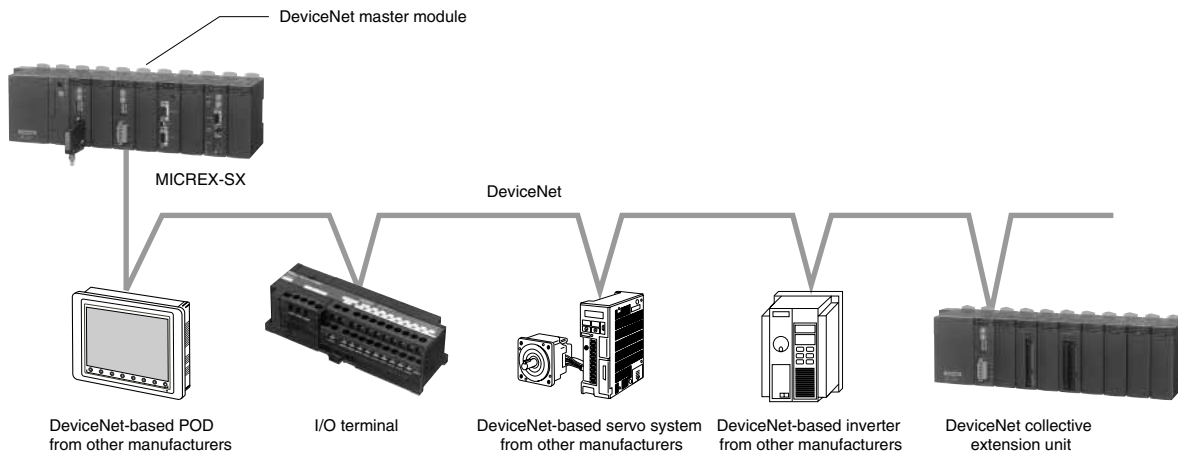 DeviceNet master module
MICREX-SX
DeviceNet
DeviceNet-based POD
from other manufacturers
I/O terminal
DeviceNet-based servo system
from other manufacturers
DeviceNet-based inverter
from other manufacturers
DeviceNet collective
extension unit